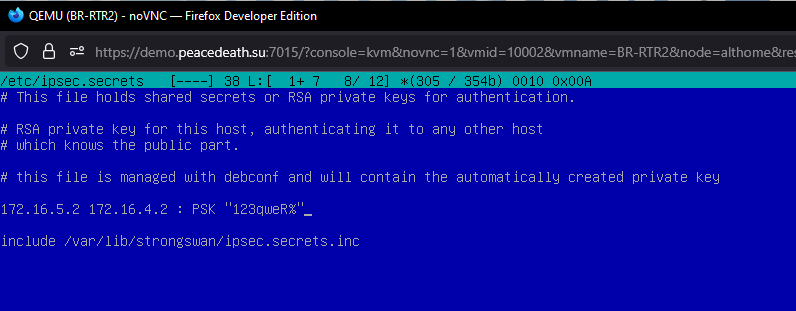 QEMU (BR-RTR2) - noVNC — Firefox Developer Edition
https://demo.peacedeath.su:7015/?console=kvm&novnc=1&vmid=10002&vmname=BR-RTR2&node=althome&res
/etc/ipsec.secrets [----] 38 L:[ 1+ 7 8/ 12] *(305 / 354b) 0010 0x00A
# This file holds shared secrets or RSA private keys for authentication.
# RSA private key for this host, authenticating it to any other host
# which knows the public part.
# this file is managed with debconf and will contain the automatically created private key
172.16.5.2 172.16.4.2 : PSK "123qweR%"_
include /var/lib/strongswan/ipsec.secrets.inc